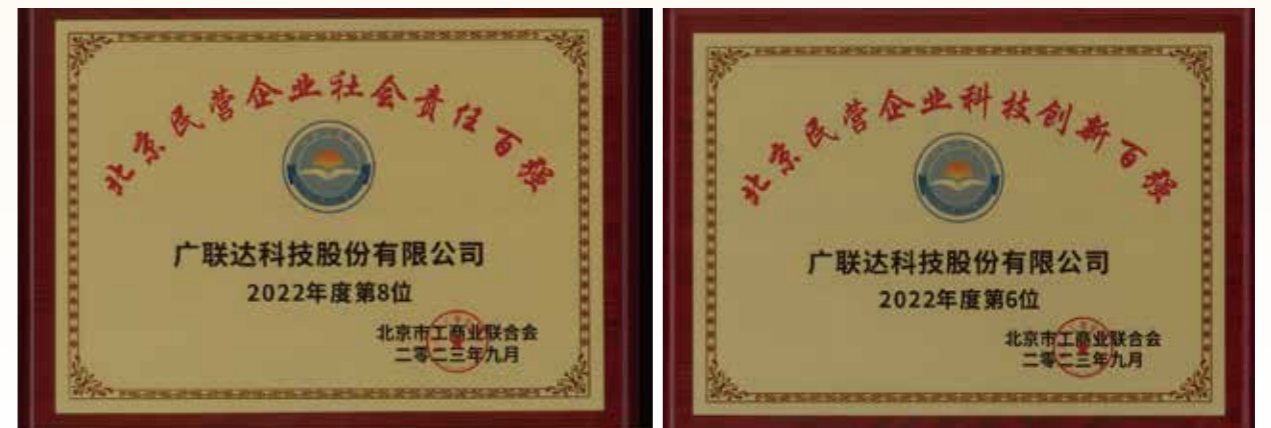 北京民营企业社会责任百强
广联达科技股份有限公司
2022年度第8位
北京市工商业联合会
二零二三年九月
北京民营企业科技创新百强
广联达科技股份有限公司
2022年度第6位
北京市工商业联合会
二零二三年九月